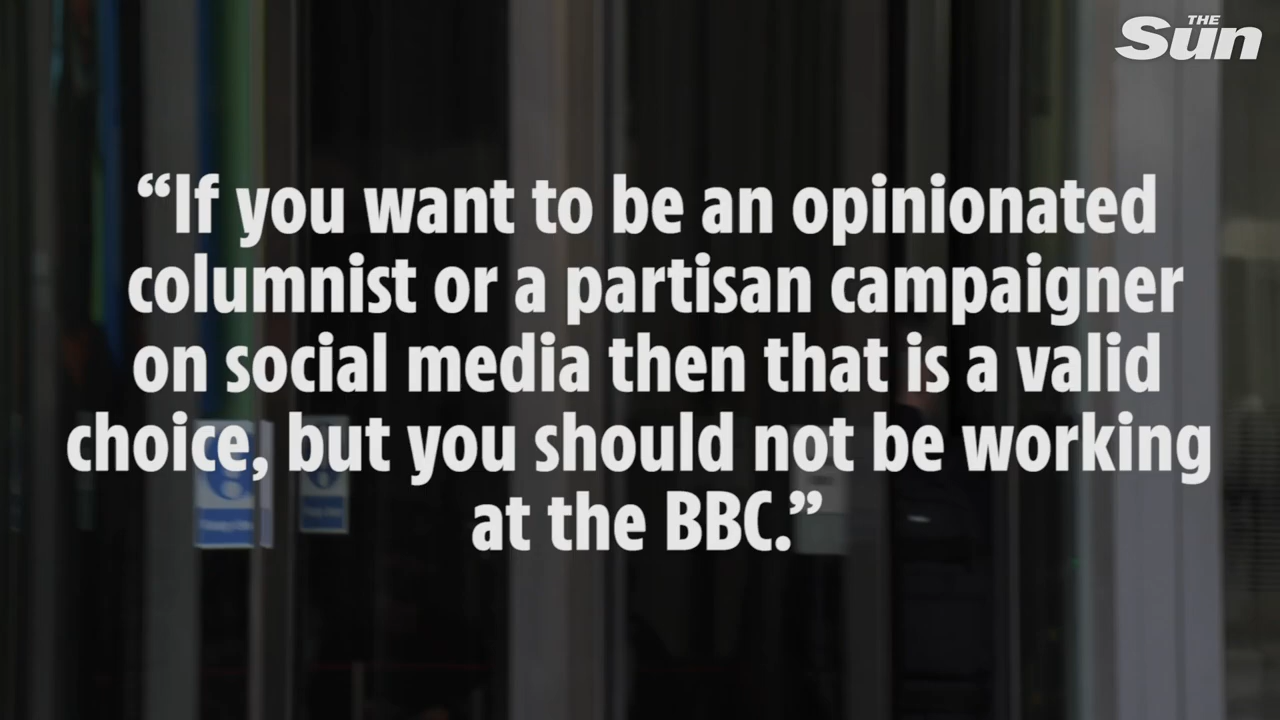 THE
Sun
“If you want to be an opinionated
columnist or a partisan campaigner
on social media then that is a valid
choice, but you should not be working
at the BBC.”